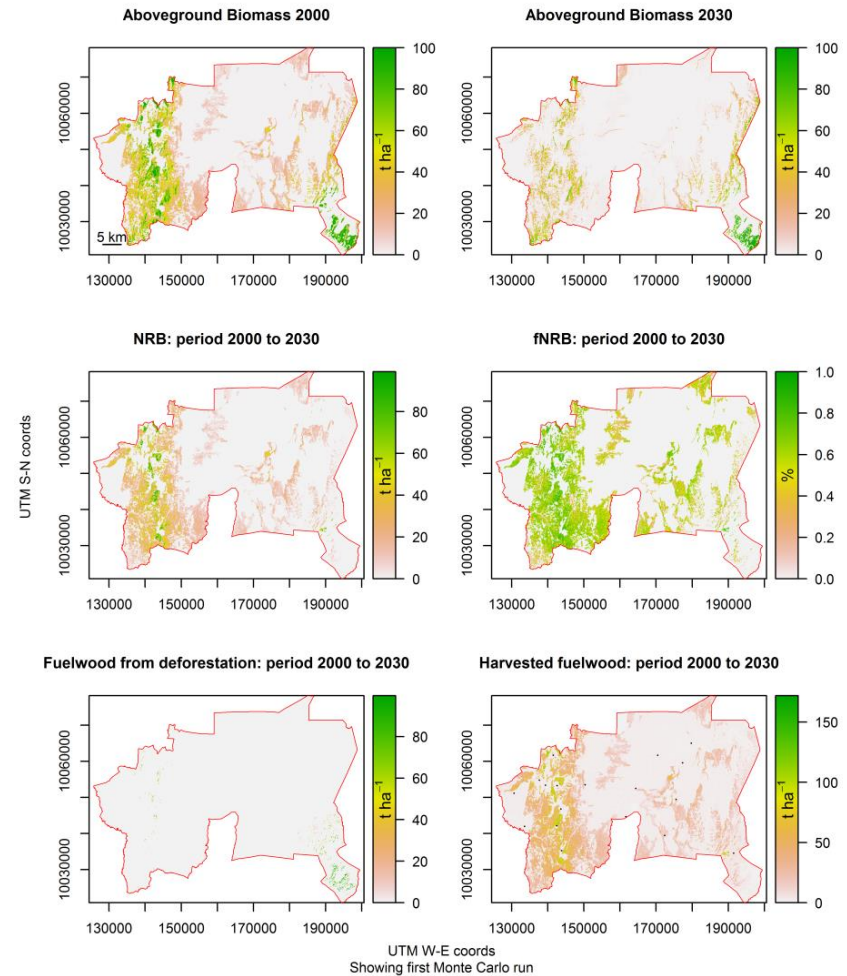 Aboveground Biomass 2000
Aboveground Biomass 2030
10060000
10030000
5 km
130000 150000 170000 190000
100
80
60
40
20
0
t ha⁻¹
10060000
10030000
130000 150000 170000 190000
100
80
60
40
20
0
t ha⁻¹
NRB: period 2000 to 2030
fNRB: period 2000 to 2030
UTM S-N coords
10060000
10030000
130000 150000 170000 190000
80
60
40
20
0
t ha⁻¹
10060000
10030000
130000 150000 170000 190000
1.0
0.8
0.6
0.4
0.2
0.0
%
Fuelwood from deforestation: period 2000 to 2030
Harvested fuelwood: period 2000 to 2030
10060000
10030000
130000 150000 170000 190000
80
60
40
20
0
t ha⁻¹
10060000
10030000
130000 150000 170000 190000
150
100
50
0
t ha⁻¹
UTM W-E coords
Showing first Monte Carlo run